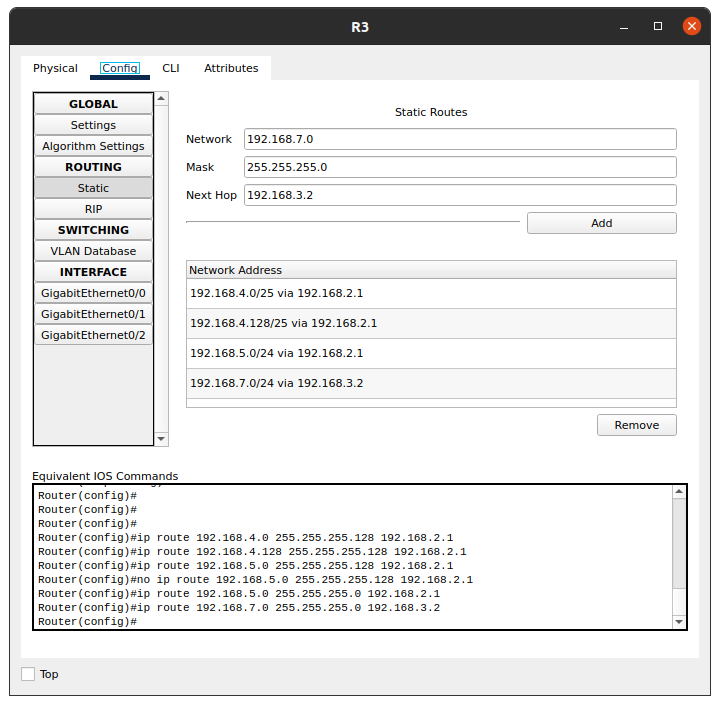 R3
Physical Config CLI Attributes
GLOBAL
Settings
Algorithm Settings
ROUTING
Static
RIP
SWITCHING
VLAN Database
INTERFACE
GigabitEthernet0/0
GigabitEthernet0/1
GigabitEthernet0/2
Static Routes
Network 192.168.7.0
Mask 255.255.255.0
Next Hop 192.168.3.2
Add
Network Address
192.168.4.0/25 via 192.168.2.1
192.168.4.128/25 via 192.168.2.1
192.168.5.0/24 via 192.168.2.1
192.168.7.0/24 via 192.168.3.2
Remove
Equivalent IOS Commands
Router(config)#
Router(config)#
Router(config)#
Router(config)#ip route 192.168.4.0 255.255.255.128 192.168.2.1
Router(config)#ip route 192.168.4.128 255.255.255.128 192.168.2.1
Router(config)#ip route 192.168.5.0 255.255.255.128 192.168.2.1
Router(config)#no ip route 192.168.5.0 255.255.255.128 192.168.2.1
Router(config)#ip route 192.168.5.0 255.255.255.0 192.168.2.1
Router(config)#ip route 192.168.7.0 255.255.255.0 192.168.3.2
Router(config)#
Top